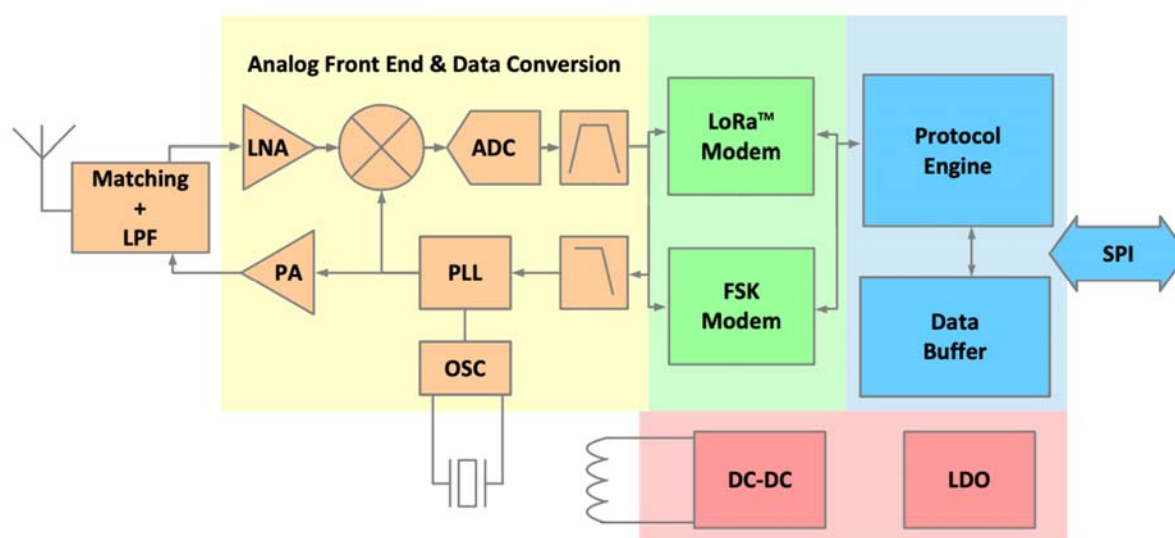 Analog Front End & Data Conversion
LNA
ADC
LoRa™
Modem
Protocol
Engine
Matching
+
LPF
PA
PLL
FSK
Modem
SPI
Data
Buffer
OSC
DC-DC
LDO